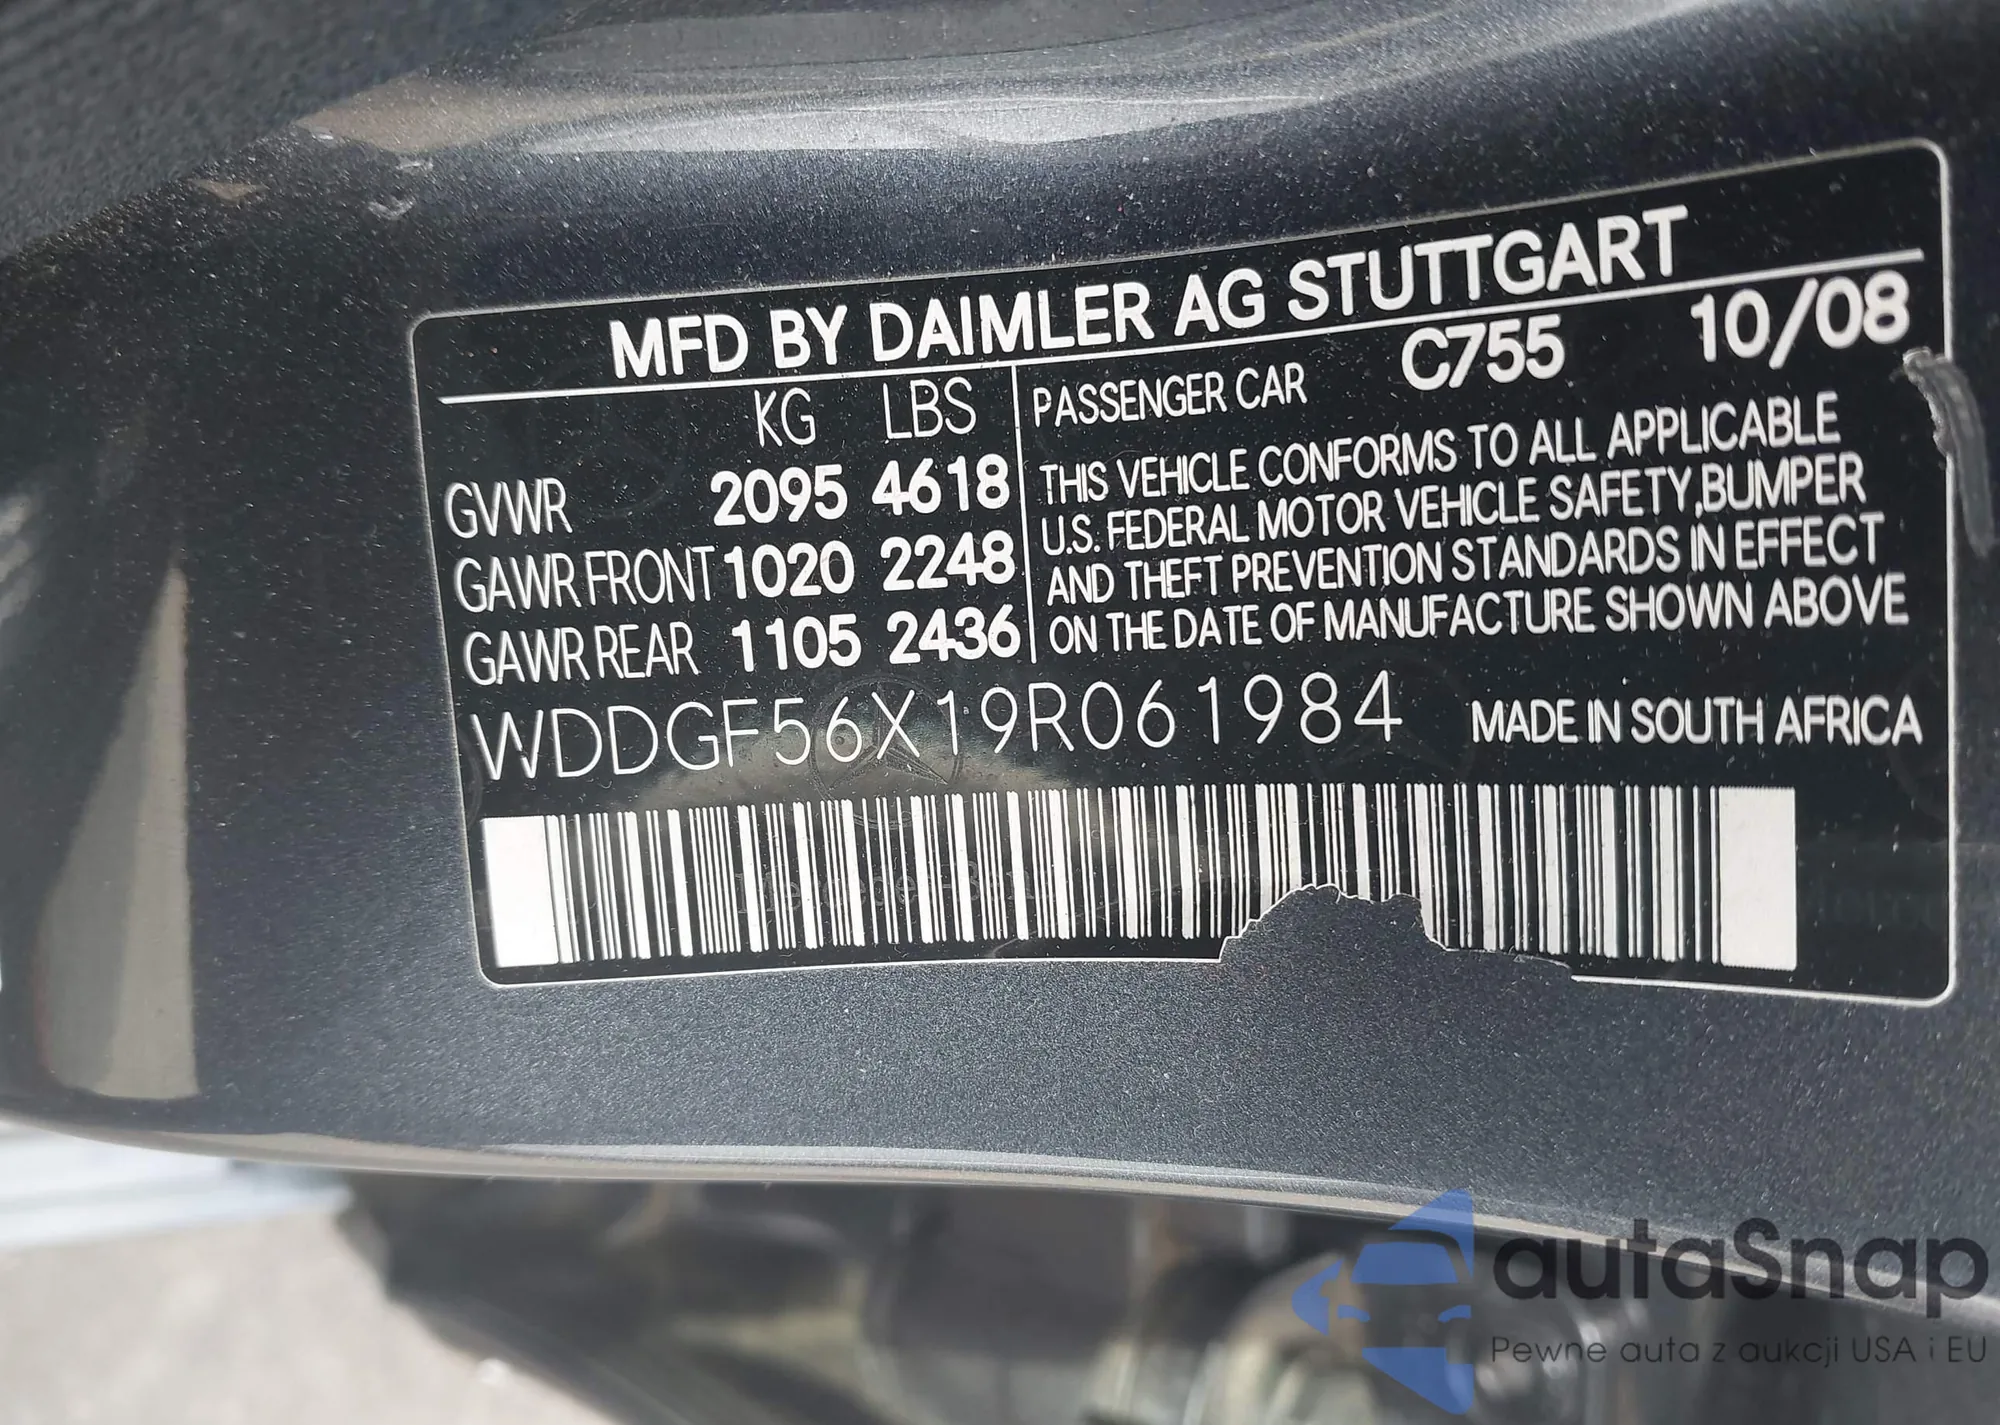 MFD BY DAIMLER AG STUTTGART
KG LBS
GVWR 2095 4618
GAWR FRONT 1020 2248
GAWR REAR 1105 2436
PASSENGER CAR C755 10/08
THIS VEHICLE CONFORMS TO ALL APPLICABLE
U.S. FEDERAL MOTOR VEHICLE SAFETY,BUMPER
AND THEFT PREVENTION STANDARDS IN EFFECT
ON THE DATE OF MANUFACTURE SHOWN ABOVE
WDDGF56X19R061984 MADE IN SOUTH AFRICA
Mercedes-Benz
autaSnap
Pewne auta z aukcji USA i EU